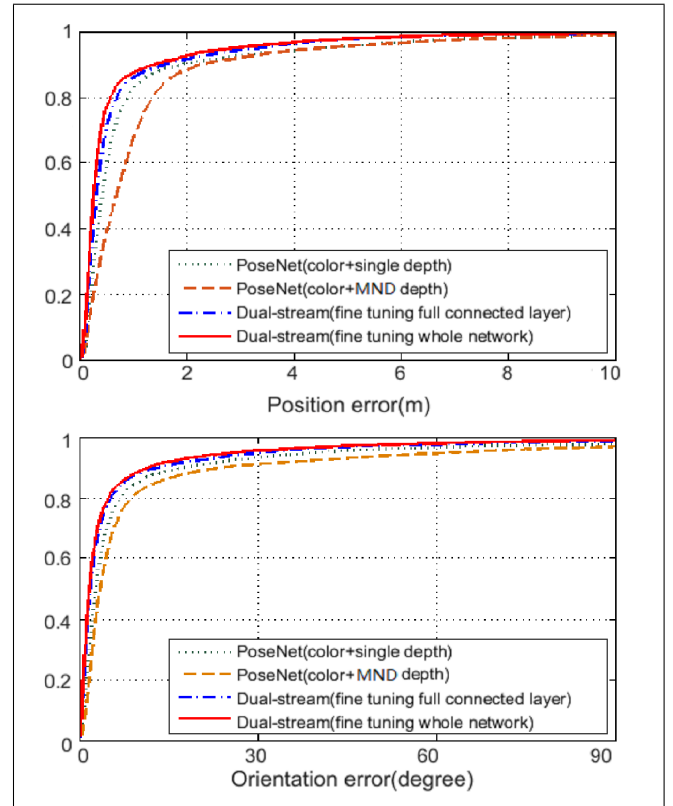 1
0.8
0.6
0.4
0.2
0
PoseNet(color+single depth)
PoseNet(color+MND depth)
Dual-stream(fine tuning full connected layer)
Dual-stream(fine tuning whole network)
0 2 4 6 8 10
Position error(m)
1
0.8
0.6
0.4
0.2
0
PoseNet(color+single depth)
PoseNet(color+MND depth)
Dual-stream(fine tuning full connected layer)
Dual-stream(fine tuning whole network)
0 30 60 90
Orientation error(degree)